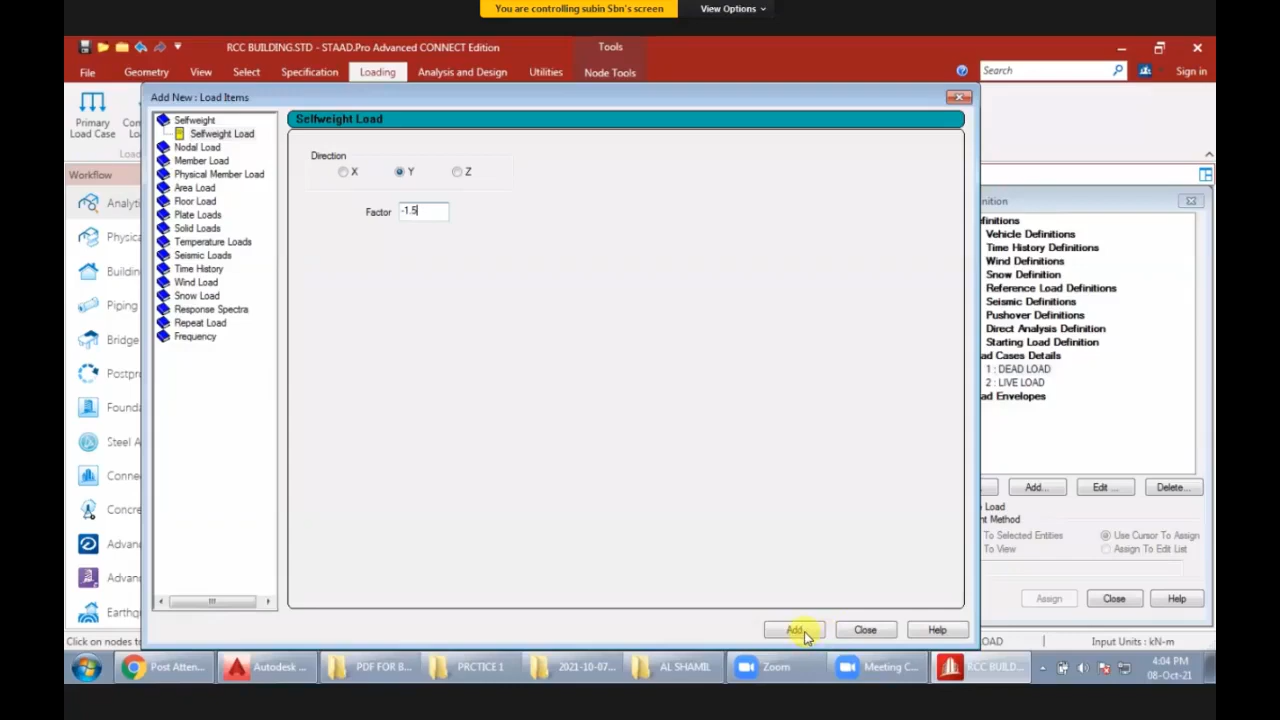 You are controlling subin Sbn's screen
View Options
RCC BUILDING.STD - STAAD.Pro Advanced CONNECT Edition
Tools
File
Geometry
View
Select
Specification
Loading
Analysis and Design
Utilities
Node Tools
Search
Sign in
Primary
Load Case
Workflow
Add New : Load Items
Selfweight
Selfweight Load
Nodal Load
Member Load
Physical Member Load
Area Load
Floor Load
Plate Loads
Solid Loads
Temperature Loads
Seismic Loads
Time History
Wind Load
Snow Load
Response Spectra
Repeat Load
Frequency
Selfweight Load
Direction
X
Y
Z
Factor
-1.5
Add
Close
Help
Analyti
Physic
Building
Piping
Bridge
Postpro
Founda
Steel A
Conne
Concre
Advan
Advan
Earthq
inition
finitions
Vehicle Definitions
Time History Definitions
Wind Definitions
Snow Definition
Reference Load Definitions
Seismic Definitions
Pushover Definitions
Direct Analysis Definition
Starting Load Definition
ad Cases Details
1 : DEAD LOAD
2 : LIVE LOAD
ad Envelopes
Add...
Edit ...
Delete...
Load
nt Method
To Selected Entities
Use Cursor To Assign
To View
Assign To Edit List
Assign
Close
Help
Click on nodes t
OAD
Input Units : kN-m
Post Atten...
Autodesk ...
PDF FOR B...
PRCTICE 1
2021-10-07...
AL SHAMIL
Zoom
Meeting C...
RCC BUILD...
4:04 PM
08-Oct-21